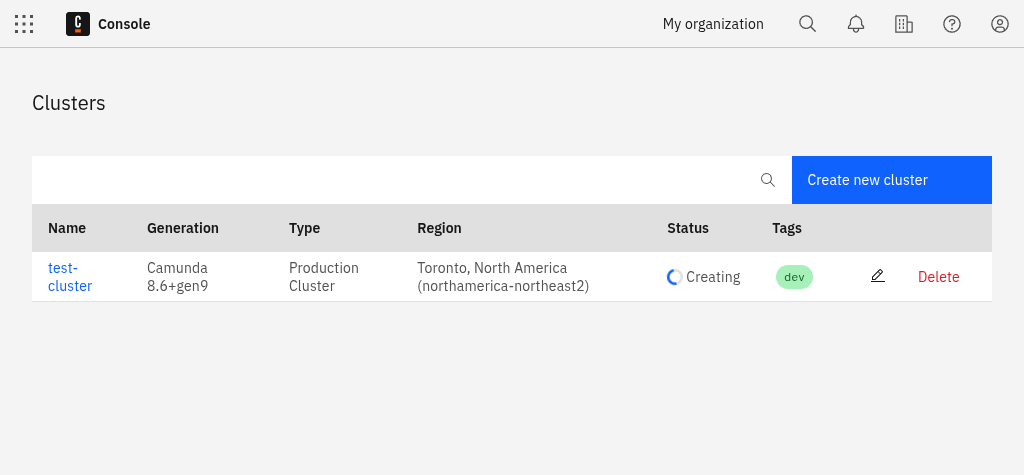 Console
My organization
Clusters
Create new cluster
Name Generation Type Region Status Tags
test-
cluster
Camunda
8.6+gen9
Production
Cluster
Toronto, North America
(northamerica-northeast2)
Creating
dev
Delete